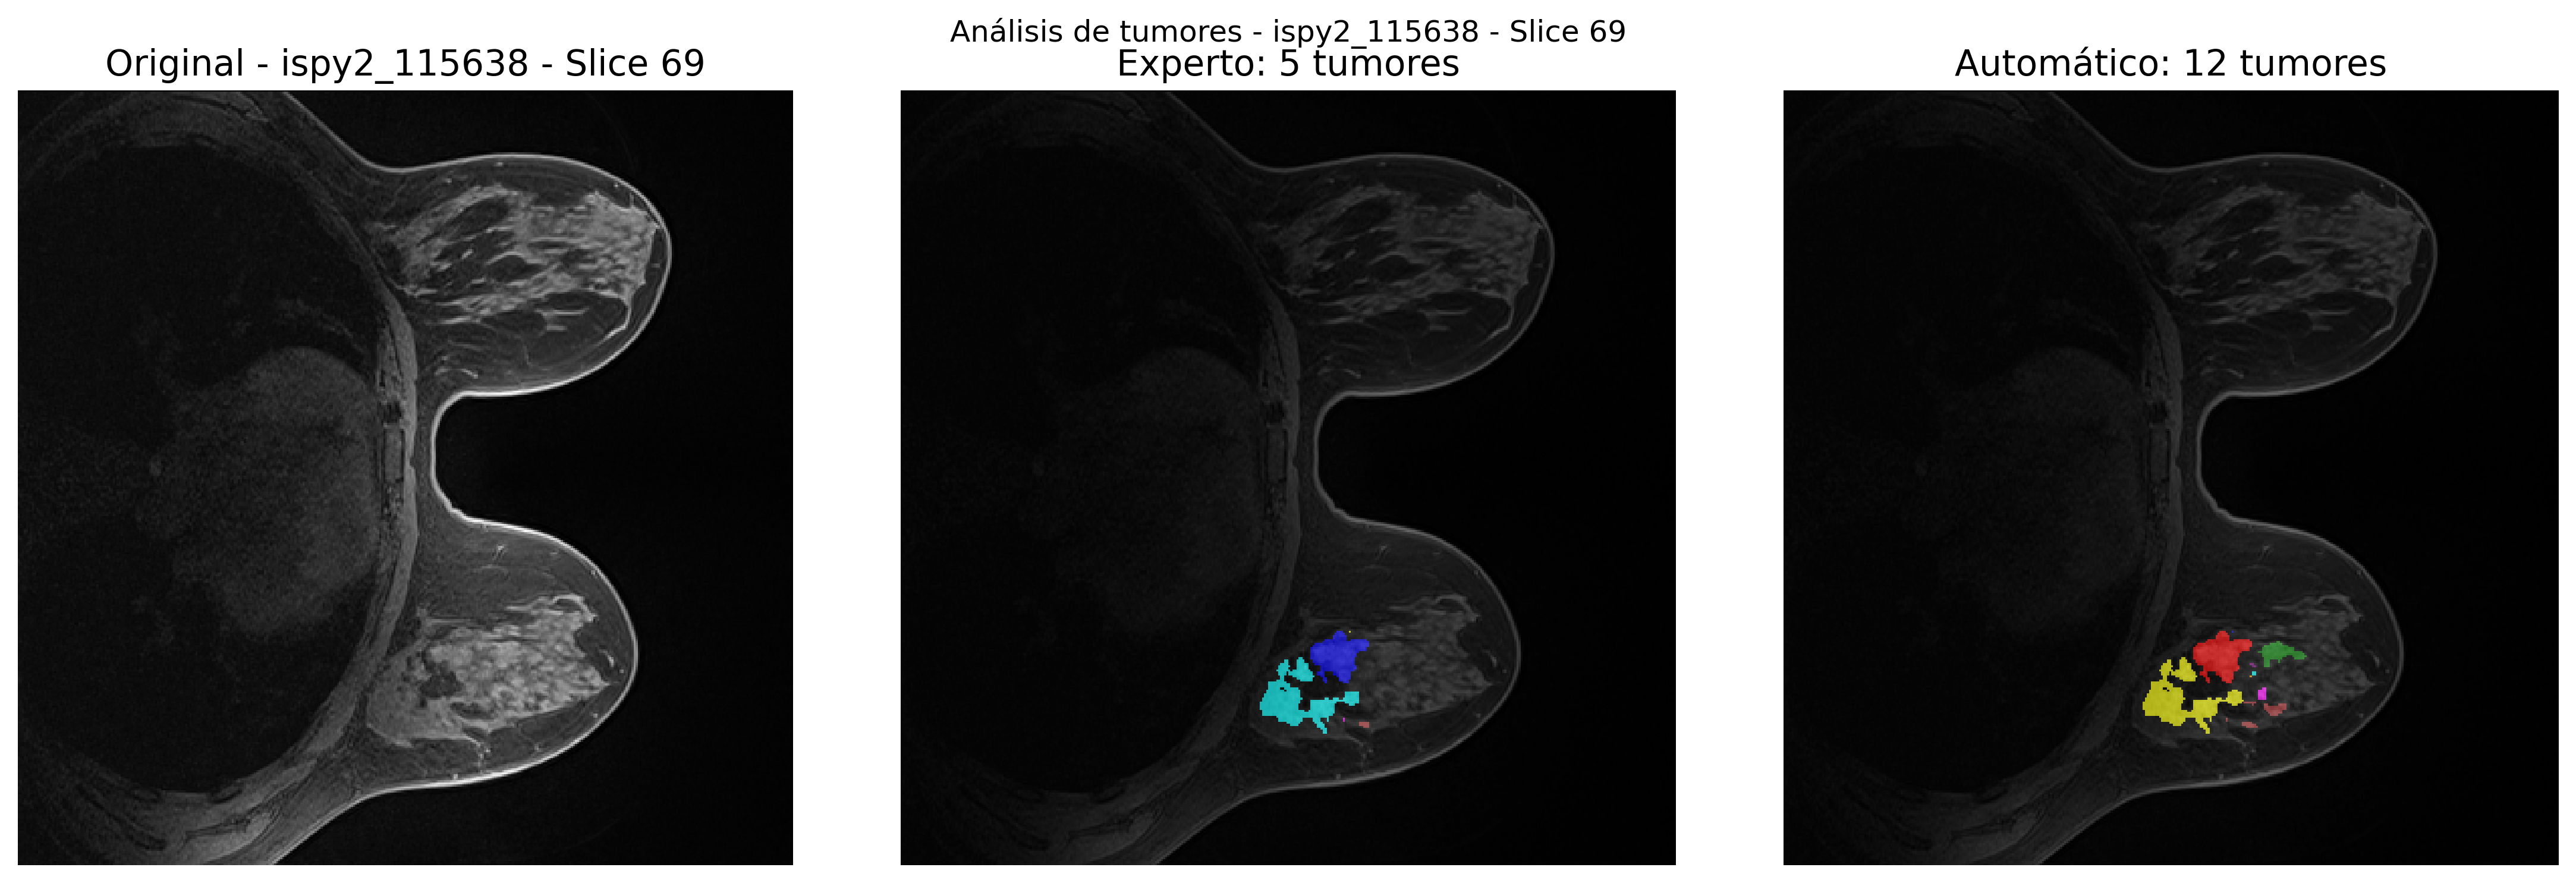 Análisis de tumores - ispy2_115638 - Slice 69
Original - ispy2_115638 - Slice 69
Experto: 5 tumores
Automático: 12 tumores